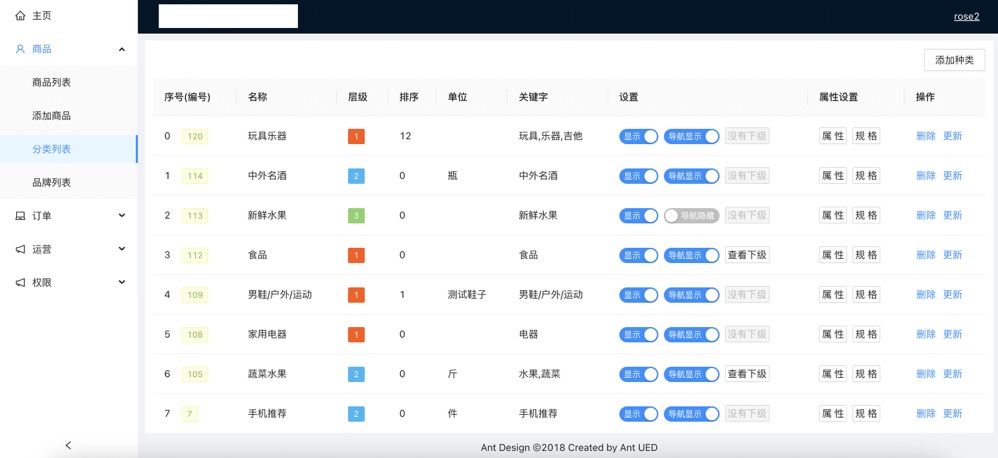 主页
rose2
商品
商品列表
添加商品
分类列表
品牌列表
订单
运营
权限
添加种类
序号(编号) 名称 层级 排序 单位 关键字 设置 属性设置 操作
0 120 玩具乐器 1 12 玩具,乐器,吉他 显示 导航显示 没有下级 属 性 规 格 删除 更新
1 114 中外名酒 2 0 瓶 中外名酒 显示 导航显示 没有下级 属 性 规 格 删除 更新
2 113 新鲜水果 3 0 新鲜水果 显示 导航隐藏 没有下级 属 性 规 格 删除 更新
3 112 食品 1 0 食品 显示 导航显示 查看下级 属 性 规 格 删除 更新
4 109 男鞋/户外/运动 1 1 测试鞋子 男鞋/户外/运动 显示 导航显示 没有下级 属 性 规 格 删除 更新
5 108 家用电器 1 0 电器 显示 导航显示 没有下级 属 性 规 格 删除 更新
6 105 蔬菜水果 2 0 斤 水果,蔬菜 显示 导航显示 查看下级 属 性 规 格 删除 更新
7 7 手机推荐 2 0 件 手机推荐 显示 导航显示 没有下级 属 性 规 格 删除 更新
Ant Design ©2018 Created by Ant UED